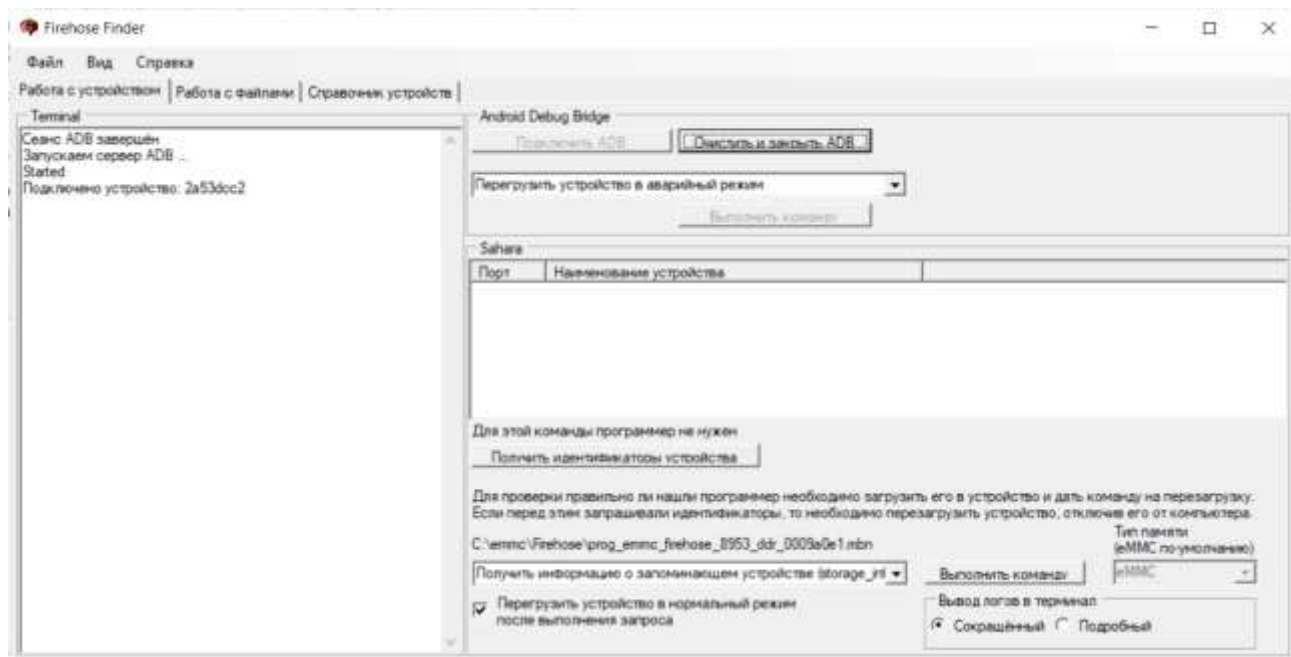 Firehose Finder
Файл Вид Справка
Работа с устройством Работа с файлами Справочник устройств
Terminal
Сеанс ADB завершён
Запускаем сервер ADB ...
Started
Подключено устройство: 2a53dcc2
Android Debug Bridge
Подключить ADB Очистить и закрыть ADB
Перегрузить устройство в аварийный режим
Выполнить команду
Sahara
Порт Наименование устройства
Для этой команды программер не нужен
Получить идентификаторы устройства
Для проверки правильно ли нашли программер необходимо загрузить его в устройство и дать команду на перезагрузку.
Если перед этим запрашивали идентификаторы, то необходимо перезагрузить устройство, отключив его от компьютера.
C:\emmc\Firehose\prog_emmc_firehose_8953_ddr_0009a0e1.mbn
Тип памяти
(eMMC по умолчанию)
Получить информацию о запоминающем устройстве (storage_inf
Выполнить команду
eMMC
Перегрузить устройство в нормальный режим
после выполнения запроса
Вывод логов в терминал
Сокращённый Подробный